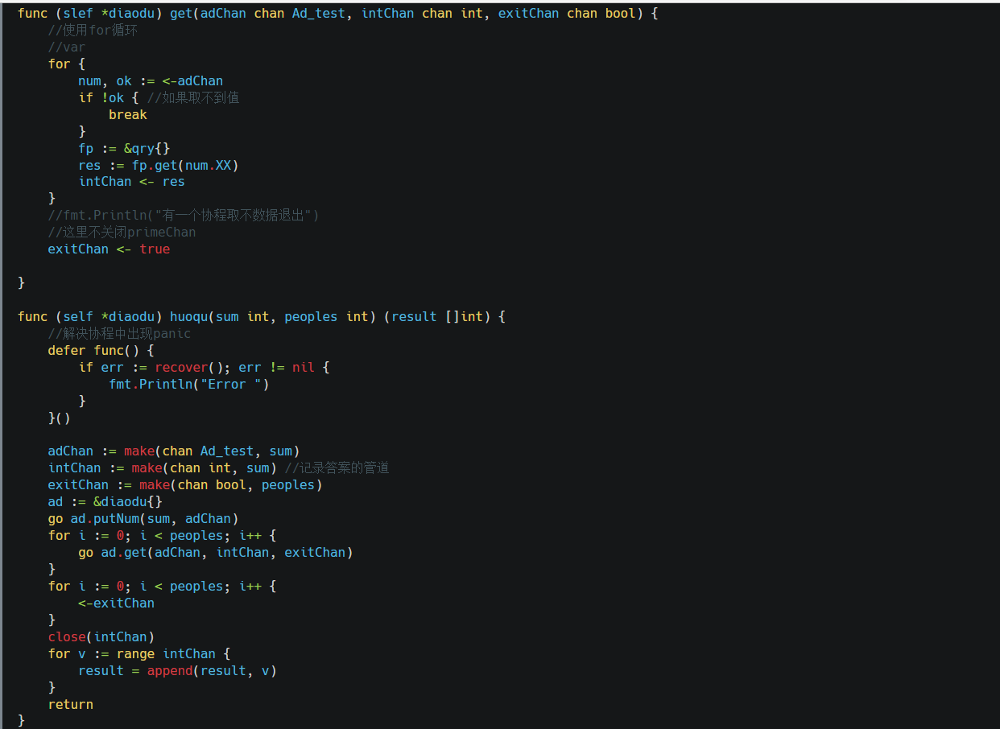 func (slef *diaodu) get(adChan chan Ad_test, intChan chan int, exitChan chan bool) {
    //使用for循环
    //var
    for {
        num, ok := <-adChan
        if !ok { //如果取不到值
            break
        }
        fp := &qry{}
        res := fp.get(num.XX)
        intChan <- res
    }
    //fmt.Println("有一个协程取不数据退出")
    //这里不关闭primeChan
    exitChan <- true

}

func (self *diaodu) huoqu(sum int, peoples int) (result []int) {
    //解决协程中出现panic
    defer func() {
        if err := recover(); err != nil {
            fmt.Println("Error ")
        }
    }()

    adChan := make(chan Ad_test, sum)
    intChan := make(chan int, sum) //记录答案的管道
    exitChan := make(chan bool, peoples)
    ad := &diaodu{}
    go ad.putNum(sum, adChan)
    for i := 0; i < peoples; i++ {
        go ad.get(adChan, intChan, exitChan)
    }
    for i := 0; i < peoples; i++ {
        <-exitChan
    }
    close(intChan)
    for v := range intChan {
        result = append(result, v)
    }
    return
}